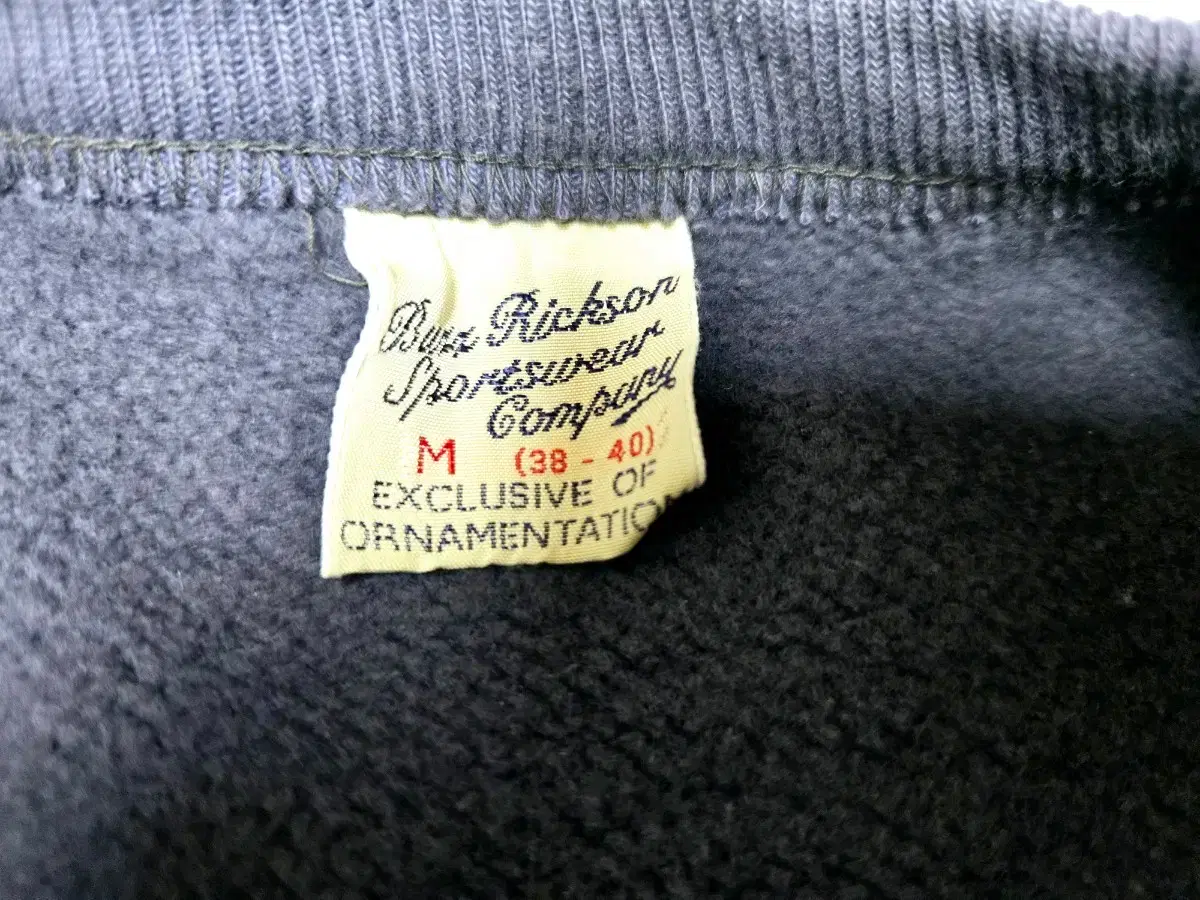 Buzz Rickson
Sportswear
Company
M (38 - 40)
EXCLUSIVE OF
ORNAMENTATION